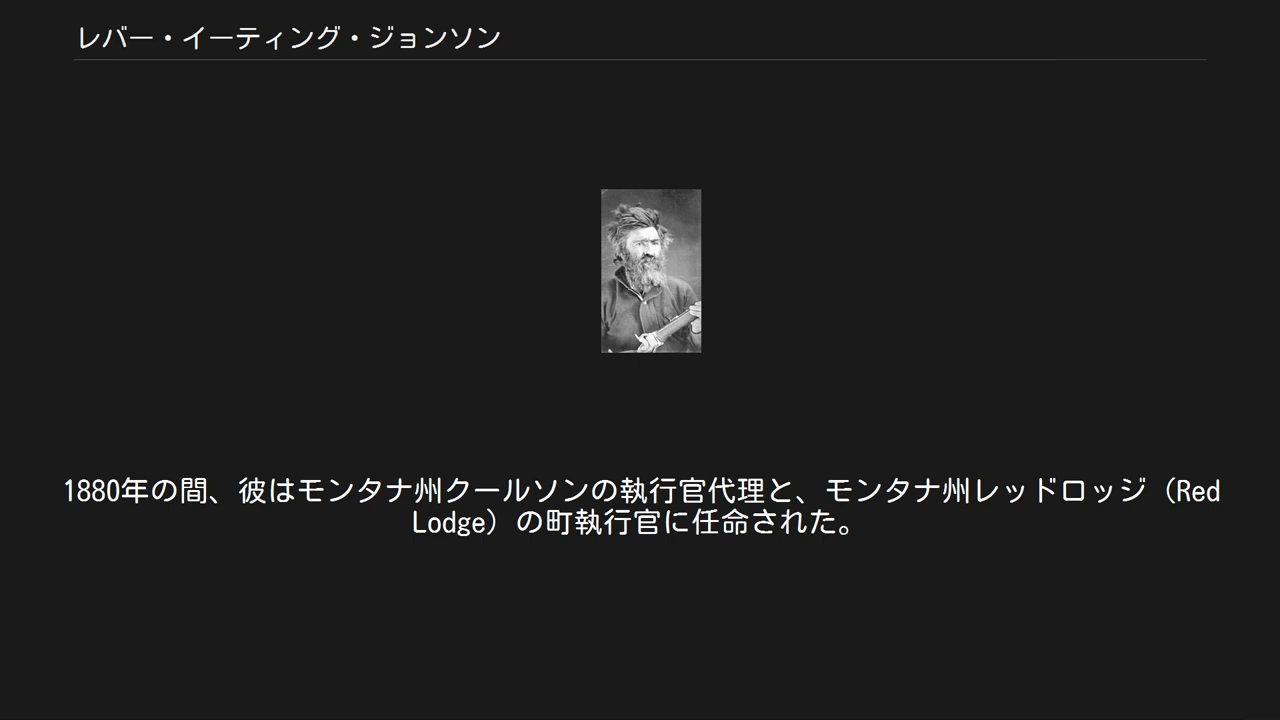 レバー・イーティング・ジョンソン
1880年の間、彼はモンタナ州クールソンの執行官代理と、モンタナ州レッドロッジ（Red
Lodge）の町執行官に任命された。